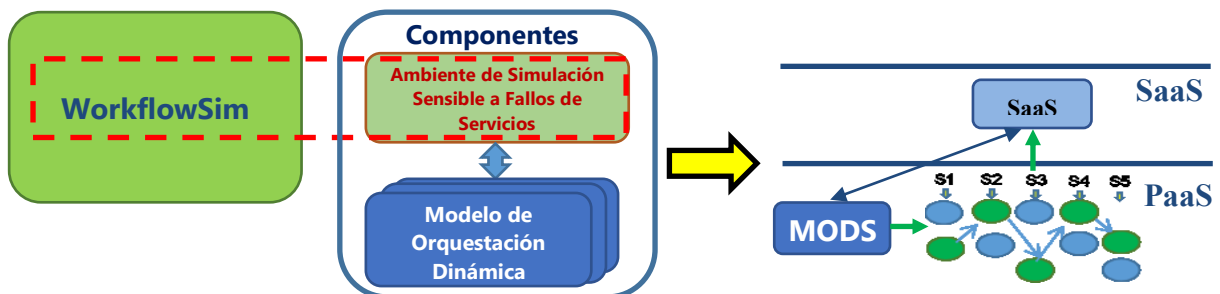 WorkflowSim
Componentes
Ambiente de Simulación
Sensible a Fallos de
Servicios
Modelo de
Orquestación
Dinámica
SaaS
SaaS
S1 S2 S3 S4 S5
PaaS
MODS